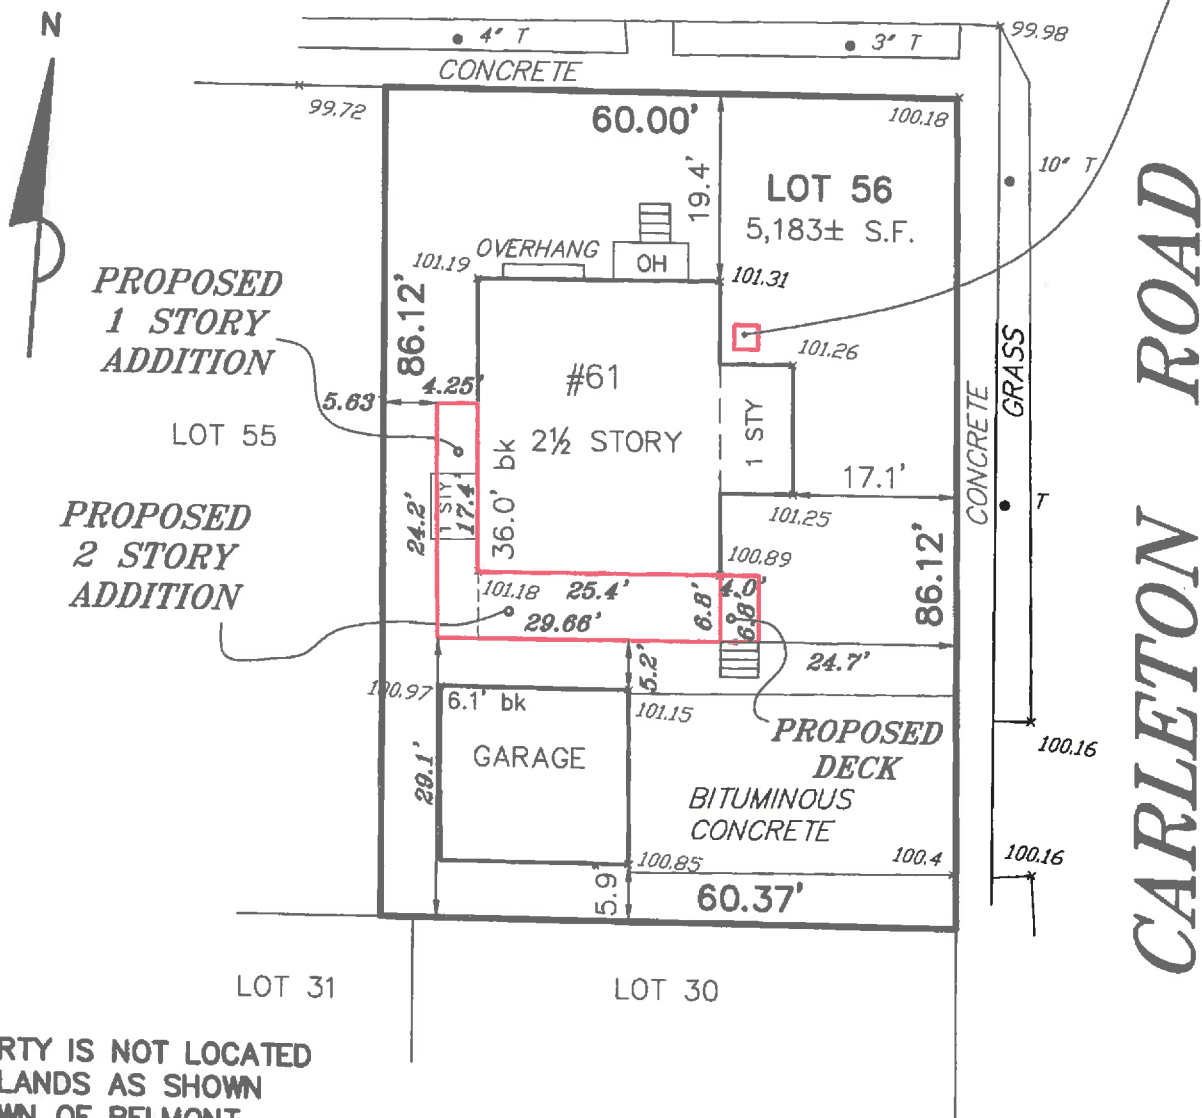 N
4" T
3" T
99.98
CONCRETE
99.72
60.00'
100.18
10" T
19.4'
LOT 56
5,183± S.F.
OVERHANG
OH
101.19
101.31
PROPOSED
1 STORY
ADDITION
86.12'
101.26
#61
4.25'
5.63'
LOT 55
2½ STORY
1 STY
36.0' bk
GRASS
CONCRETE
CARLETON ROAD
17.1'
1 STY
17.4'
24.2'
101.25
T
PROPOSED
2 STORY
ADDITION
100.89
86.12'
101.18
25.4'
29.66'
6.8'
4.0'
6.8'
5.2'
24.7'
100.97
6.1' bk
101.15
PROPOSED
DECK
100.16
GARAGE
29.1'
BITUMINOUS
CONCRETE
100.85
100.4
100.16
5.9'
60.37'
LOT 31
LOT 30
RTY IS NOT LOCATED
LANDS AS SHOWN
WN OF BELMONT